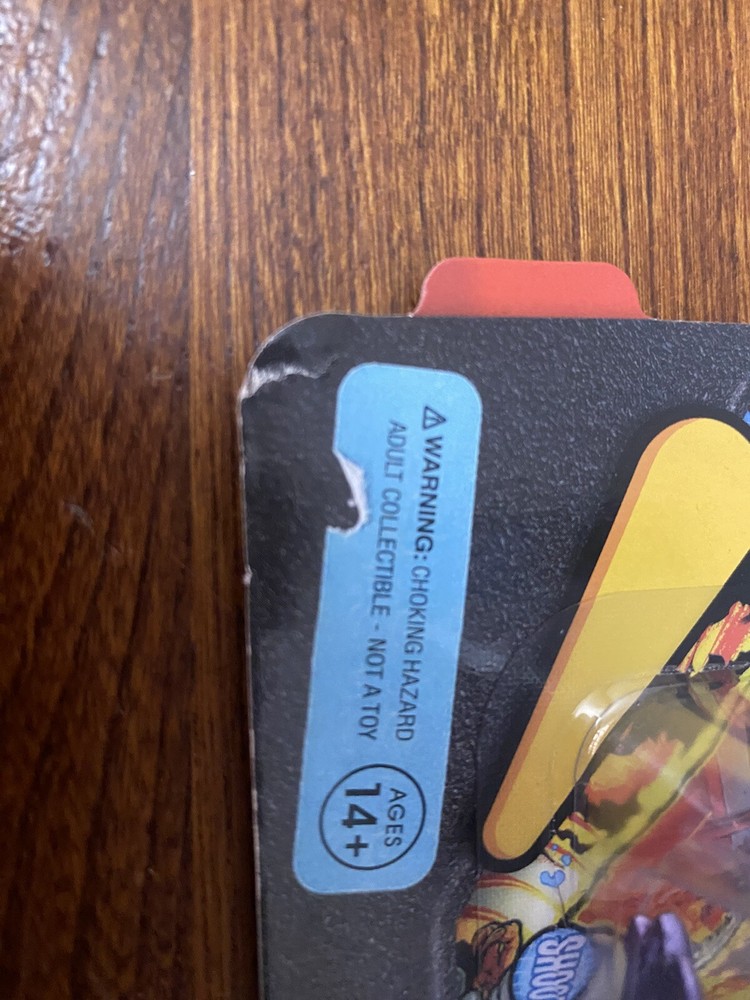 ⚠ WARNING: CHOKING HAZARD
ADULT COLLECTIBLE - NOT A TOY
AGES
14+